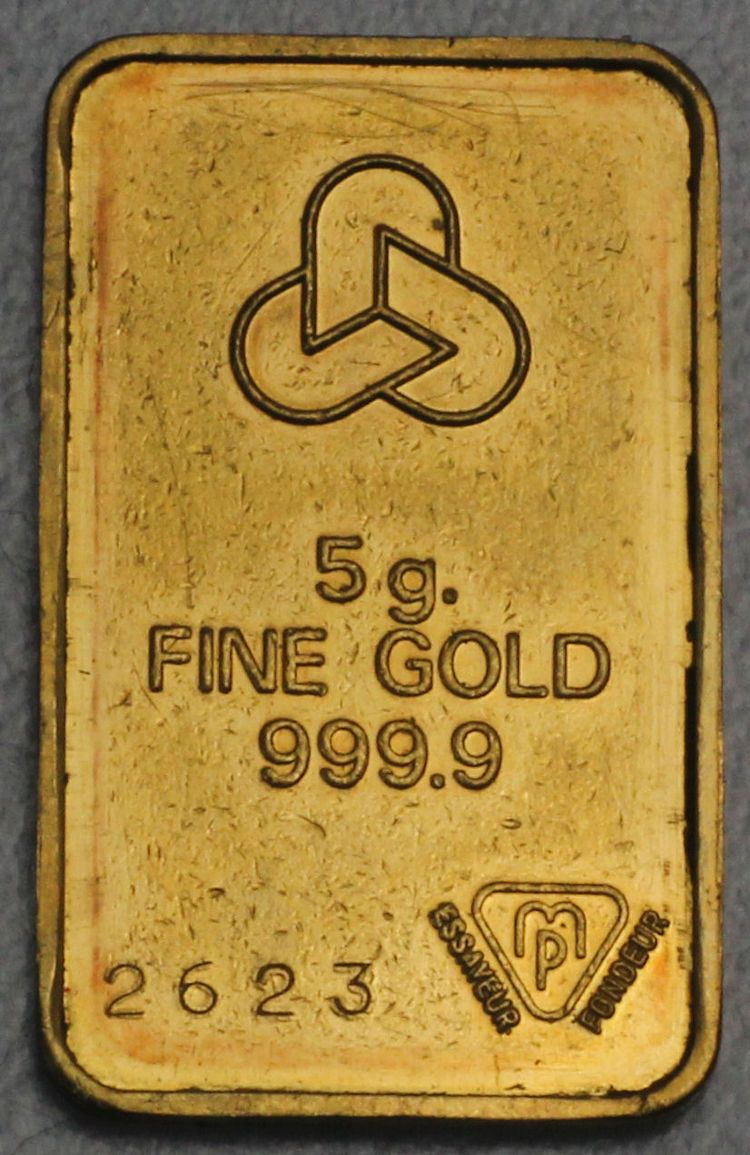 5 g.
FINE GOLD
999.9
2623
MP
ESSAYEUR
FONDEUR